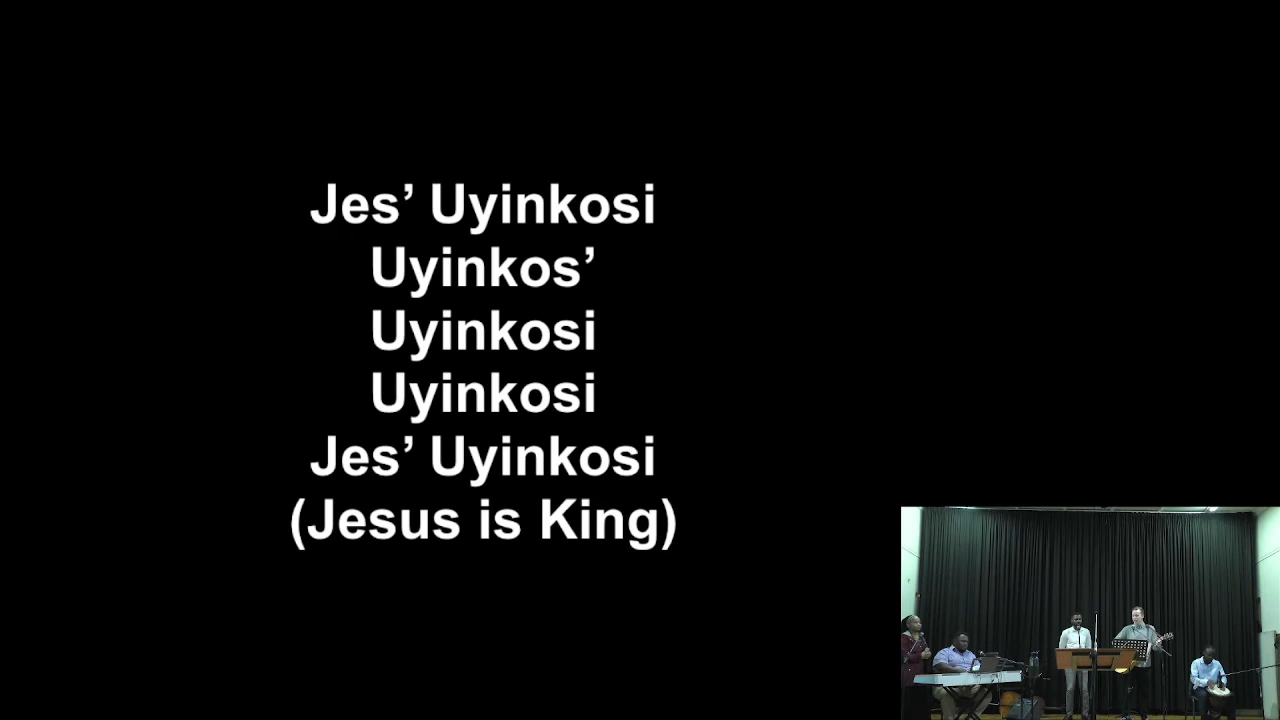 Jes’ Uyinkosi
Uyinkos’
Uyinkosi
Uyinkosi
Jes’ Uyinkosi
(Jesus is King)